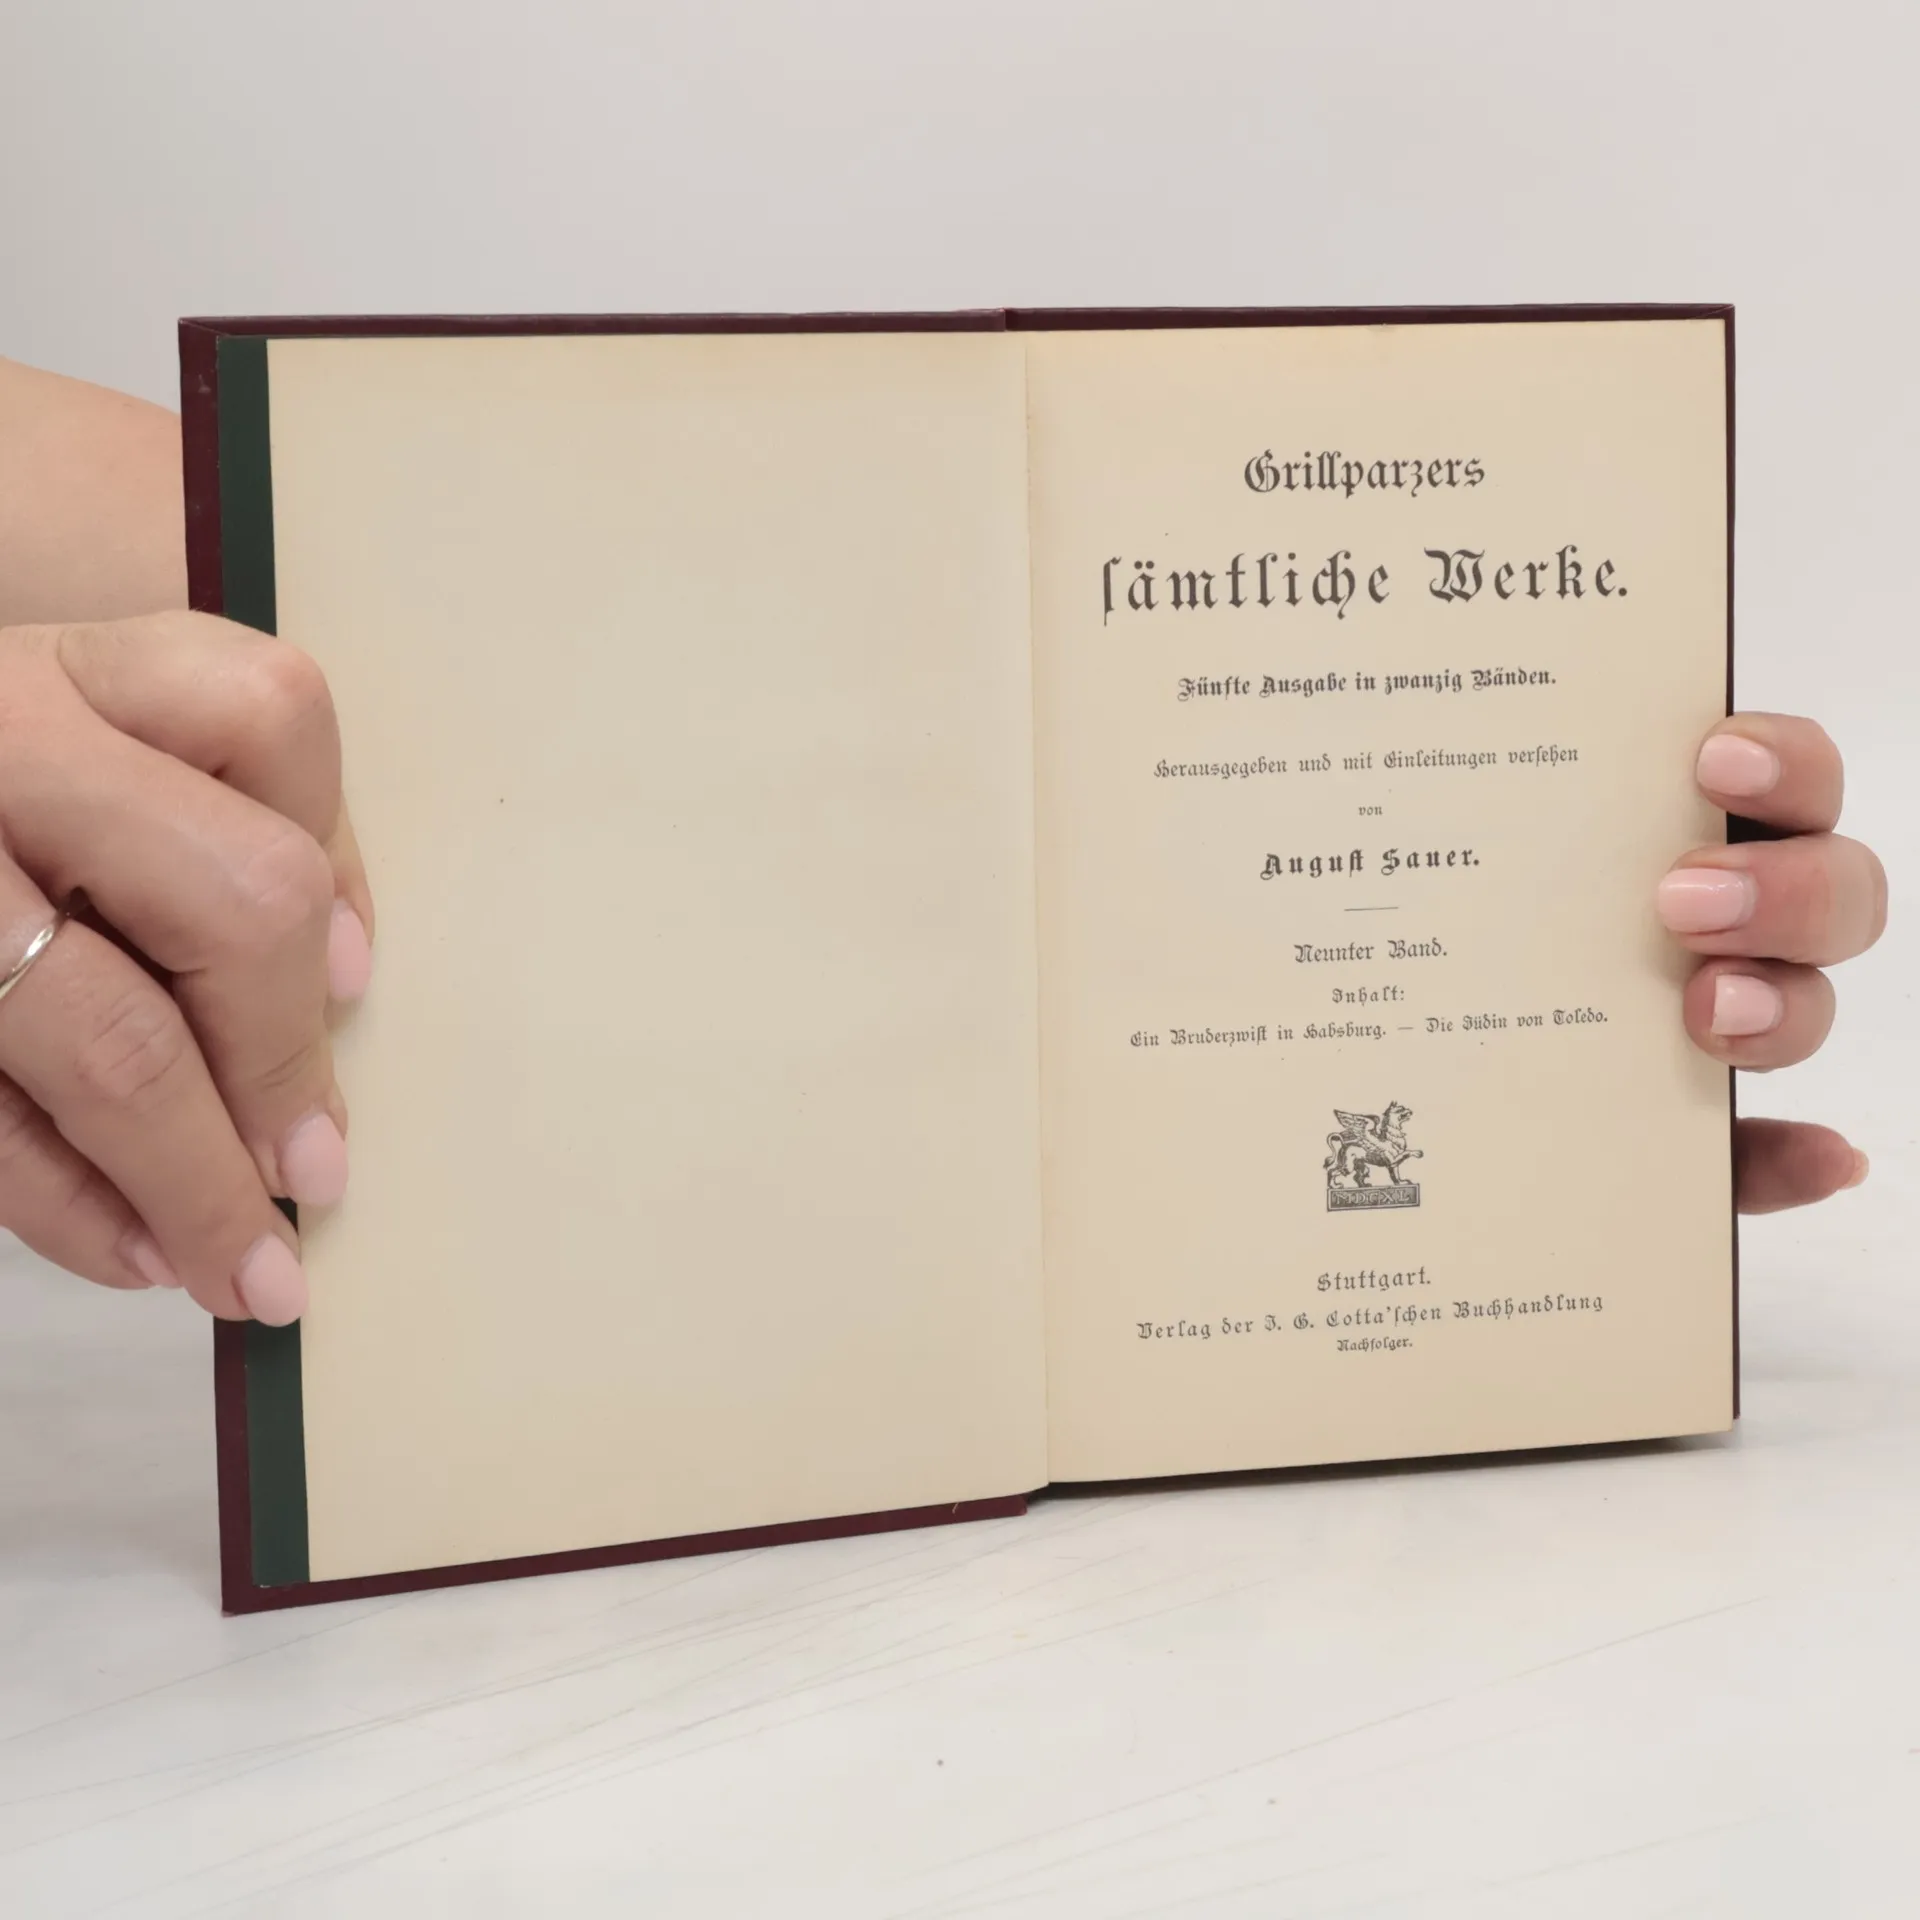 Grillparzers
ſämtliche Werke.
Fünfte Ausgabe in zwanzig Bänden.
Herausgegeben und mit Einleitungen verſehen
von
Auguſt Sauer.
Neunter Band.
Inhalt:
Ein Bruderzwiſt in Habsburg. — Die Jüdin von Toledo.
MDCXL
Stuttgart.
Verlag der J. G. Cotta'ſchen Buchhandlung
Nachfolger.